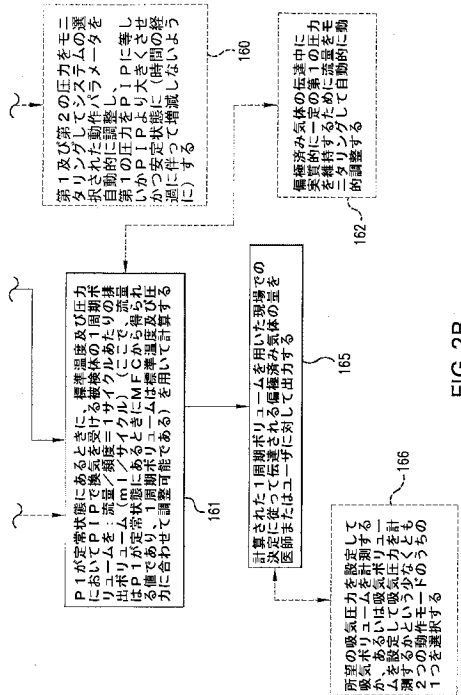 第1及び第2の圧力をモニ
タリングしてシステムの選
択された動作パラメータを
自動的に調整し、
第1の圧力をPIPに等し
いかPIPより大きくさせ
かつ安定状態に(時間の経
過に伴って増減しないよう
に)する
160
P1が定常状態にあるときに、標準温度及び圧力
においてPIPで換気を受ける被検体の1周期ボ
リュームを:流量/頻度=1サイクルあたりの排
出ボリューム(ml/サイクル)(ここで、流量
はP1が定常状態にあるときにMFCから得られ
る値であり、1周期ボリュームは標準温度及び圧
力に合わせて調整可能である)を用いて計算する
161
偏極済み気体の伝達中に
実質的に一定の第1の圧力
を維持するために流量をモ
ニタリングして自動的に動
的調整する
162
計算された1周期ボリュームを用いた現場での
決定に従って伝達される偏極済み気体の量を
医師またはユーザに対して出力する
165
所望の吸気圧力を設定して
吸気ボリュームを計測する
か、あるいは吸気ボリュー
ムを設定して吸気圧力を計
測するかという少なくとも
2つの動作モードのうちの
1つを選択する
166
FIG. 2B